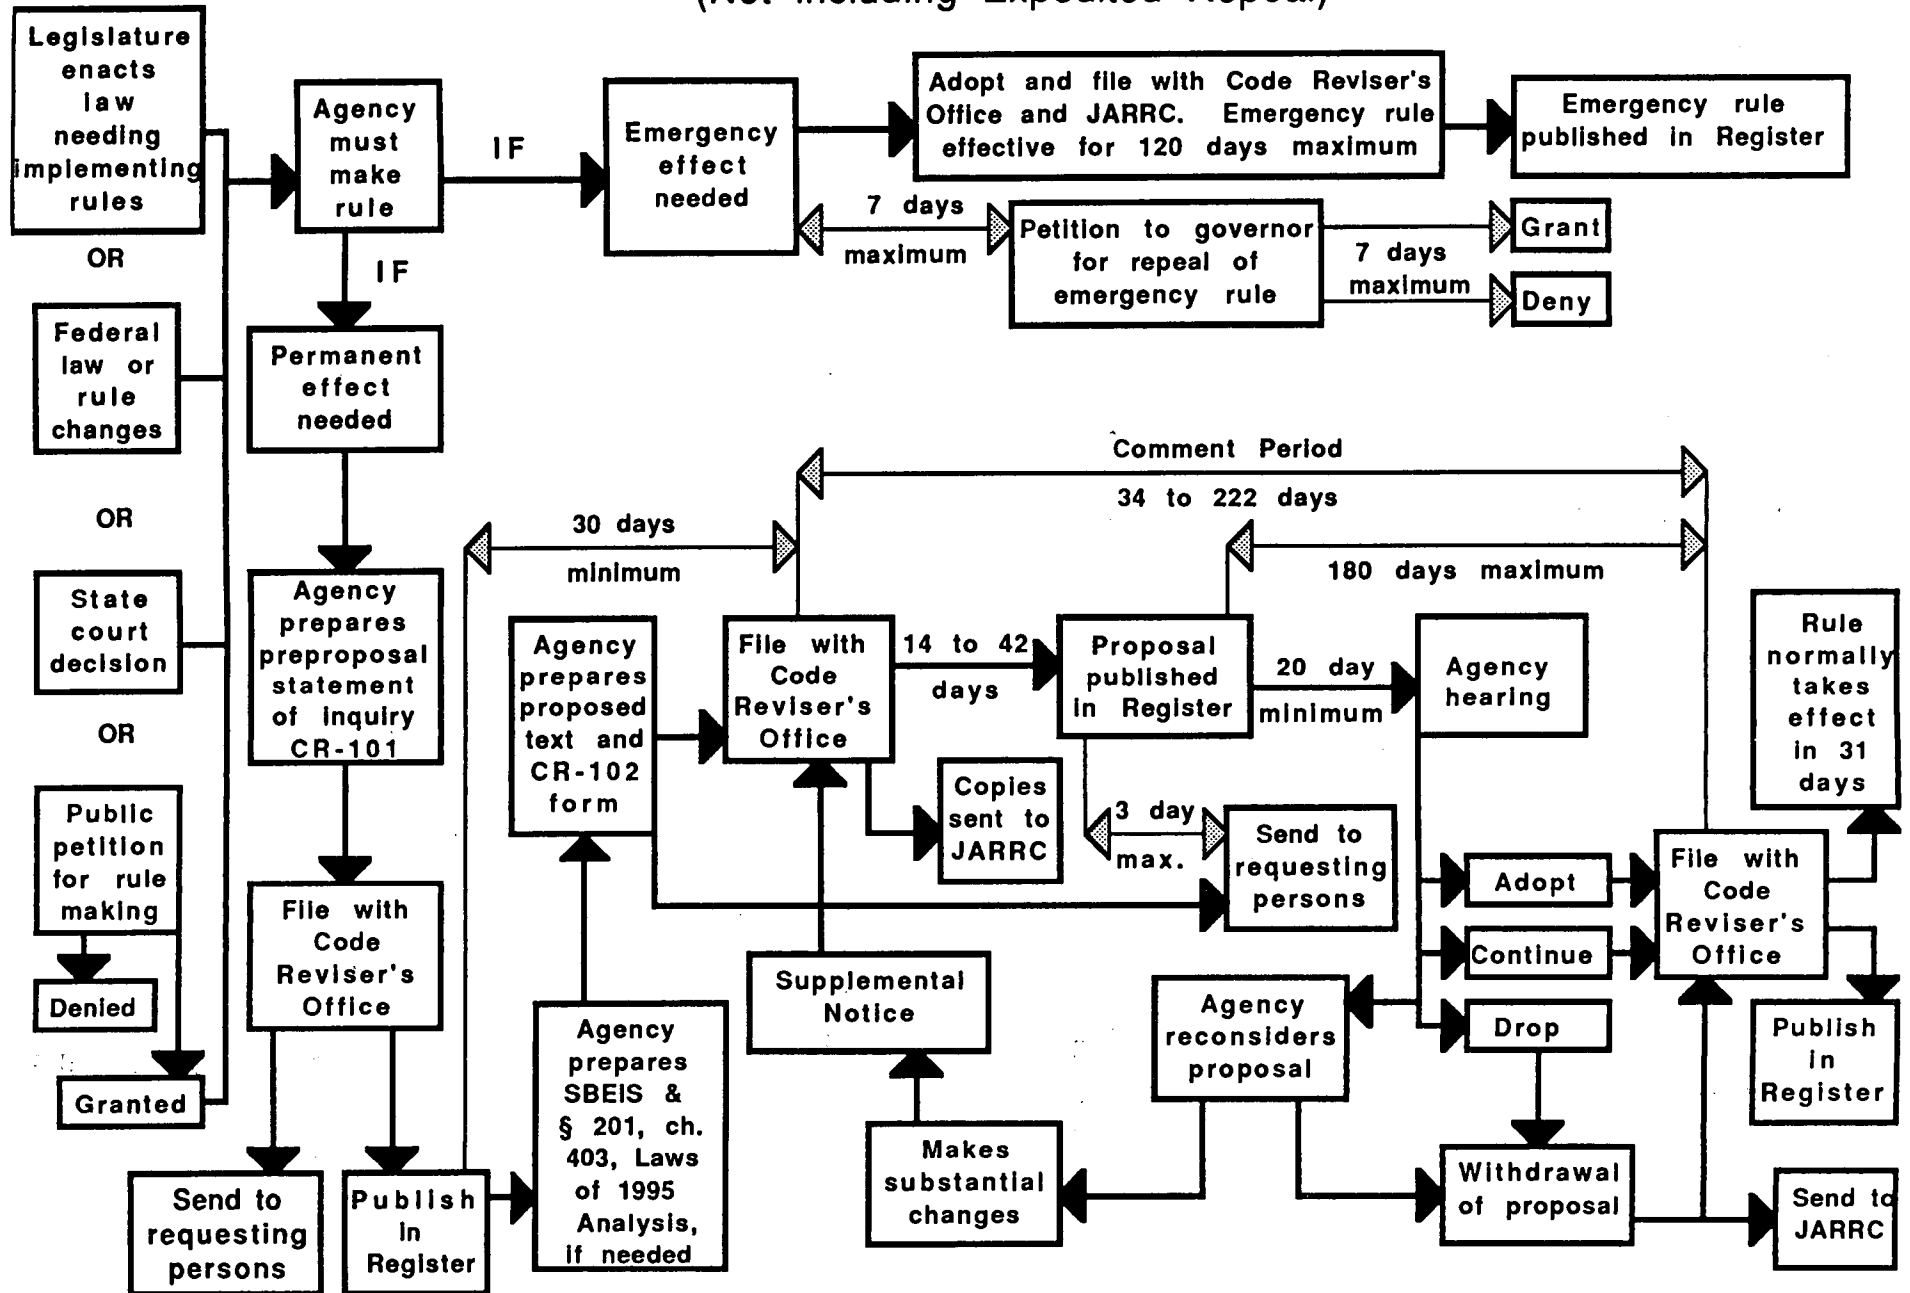 (Not Including Expedited Repeal)
Legislature
enacts
law
needing
implementing
rules
OR
Federal
law or
rule
changes
OR
State
court
decision
OR
Public
petition
for rule
making
Denied
Granted
Agency
must
make
rule
IF
IF
Emergency
effect
needed
Adopt and file with Code Reviser's
Office and JARRC. Emergency rule
effective for 120 days maximum
Emergency rule
published in Register
7 days
maximum
Petition to governor
for repeal of
emergency rule
7 days
maximum
Grant
Deny
Permanent
effect
needed
Agency
prepares
preproposal
statement
of inquiry
CR-101
File with
Code
Reviser's
Office
Send to
requesting
persons
Publish
in
Register
30 days
minimum
Agency
prepares
SBEIS &
§ 201, ch.
403, Laws
of 1995
Analysis,
if needed
Agency
prepares
proposed
text and
CR-102
form
File with
Code
Reviser's
Office
Comment Period
34 to 222 days
180 days maximum
14 to 42
days
Proposal
published
in Register
20 day
minimum
Agency
hearing
Copies
sent to
JARRC
3 day
max.
Send to
requesting
persons
Supplemental
Notice
Makes
substantial
changes
Agency
reconsiders
proposal
Adopt
Continue
Drop
Withdrawal
of proposal
File with
Code
Reviser's
Office
Rule
normally
takes
effect
in 31
days
Publish
in
Register
Send to
JARRC